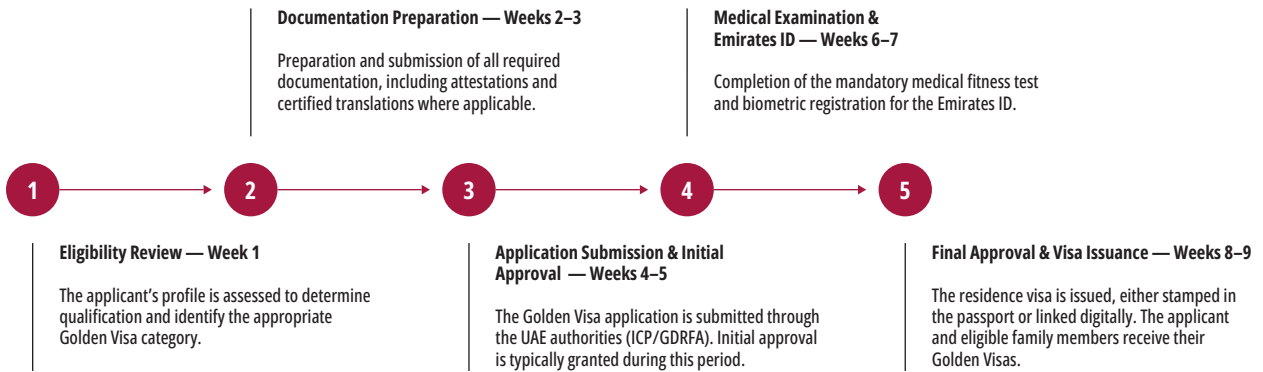 Documentation Preparation — Weeks 2–3
Preparation and submission of all required
documentation, including attestations and
certified translations where applicable.
Medical Examination &
Emirates ID — Weeks 6–7
Completion of the mandatory medical fitness test
and biometric registration for the Emirates ID.
1
2
3
4
5
Eligibility Review — Week 1
The applicant’s profile is assessed to determine
qualification and identify the appropriate
Golden Visa category.
Application Submission & Initial
Approval — Weeks 4–5
The Golden Visa application is submitted through
the UAE authorities (ICP/GDRFA). Initial approval
is typically granted during this period.
Final Approval & Visa Issuance — Weeks 8–9
The residence visa is issued, either stamped in
the passport or linked digitally. The applicant
and eligible family members receive their
Golden Visas.